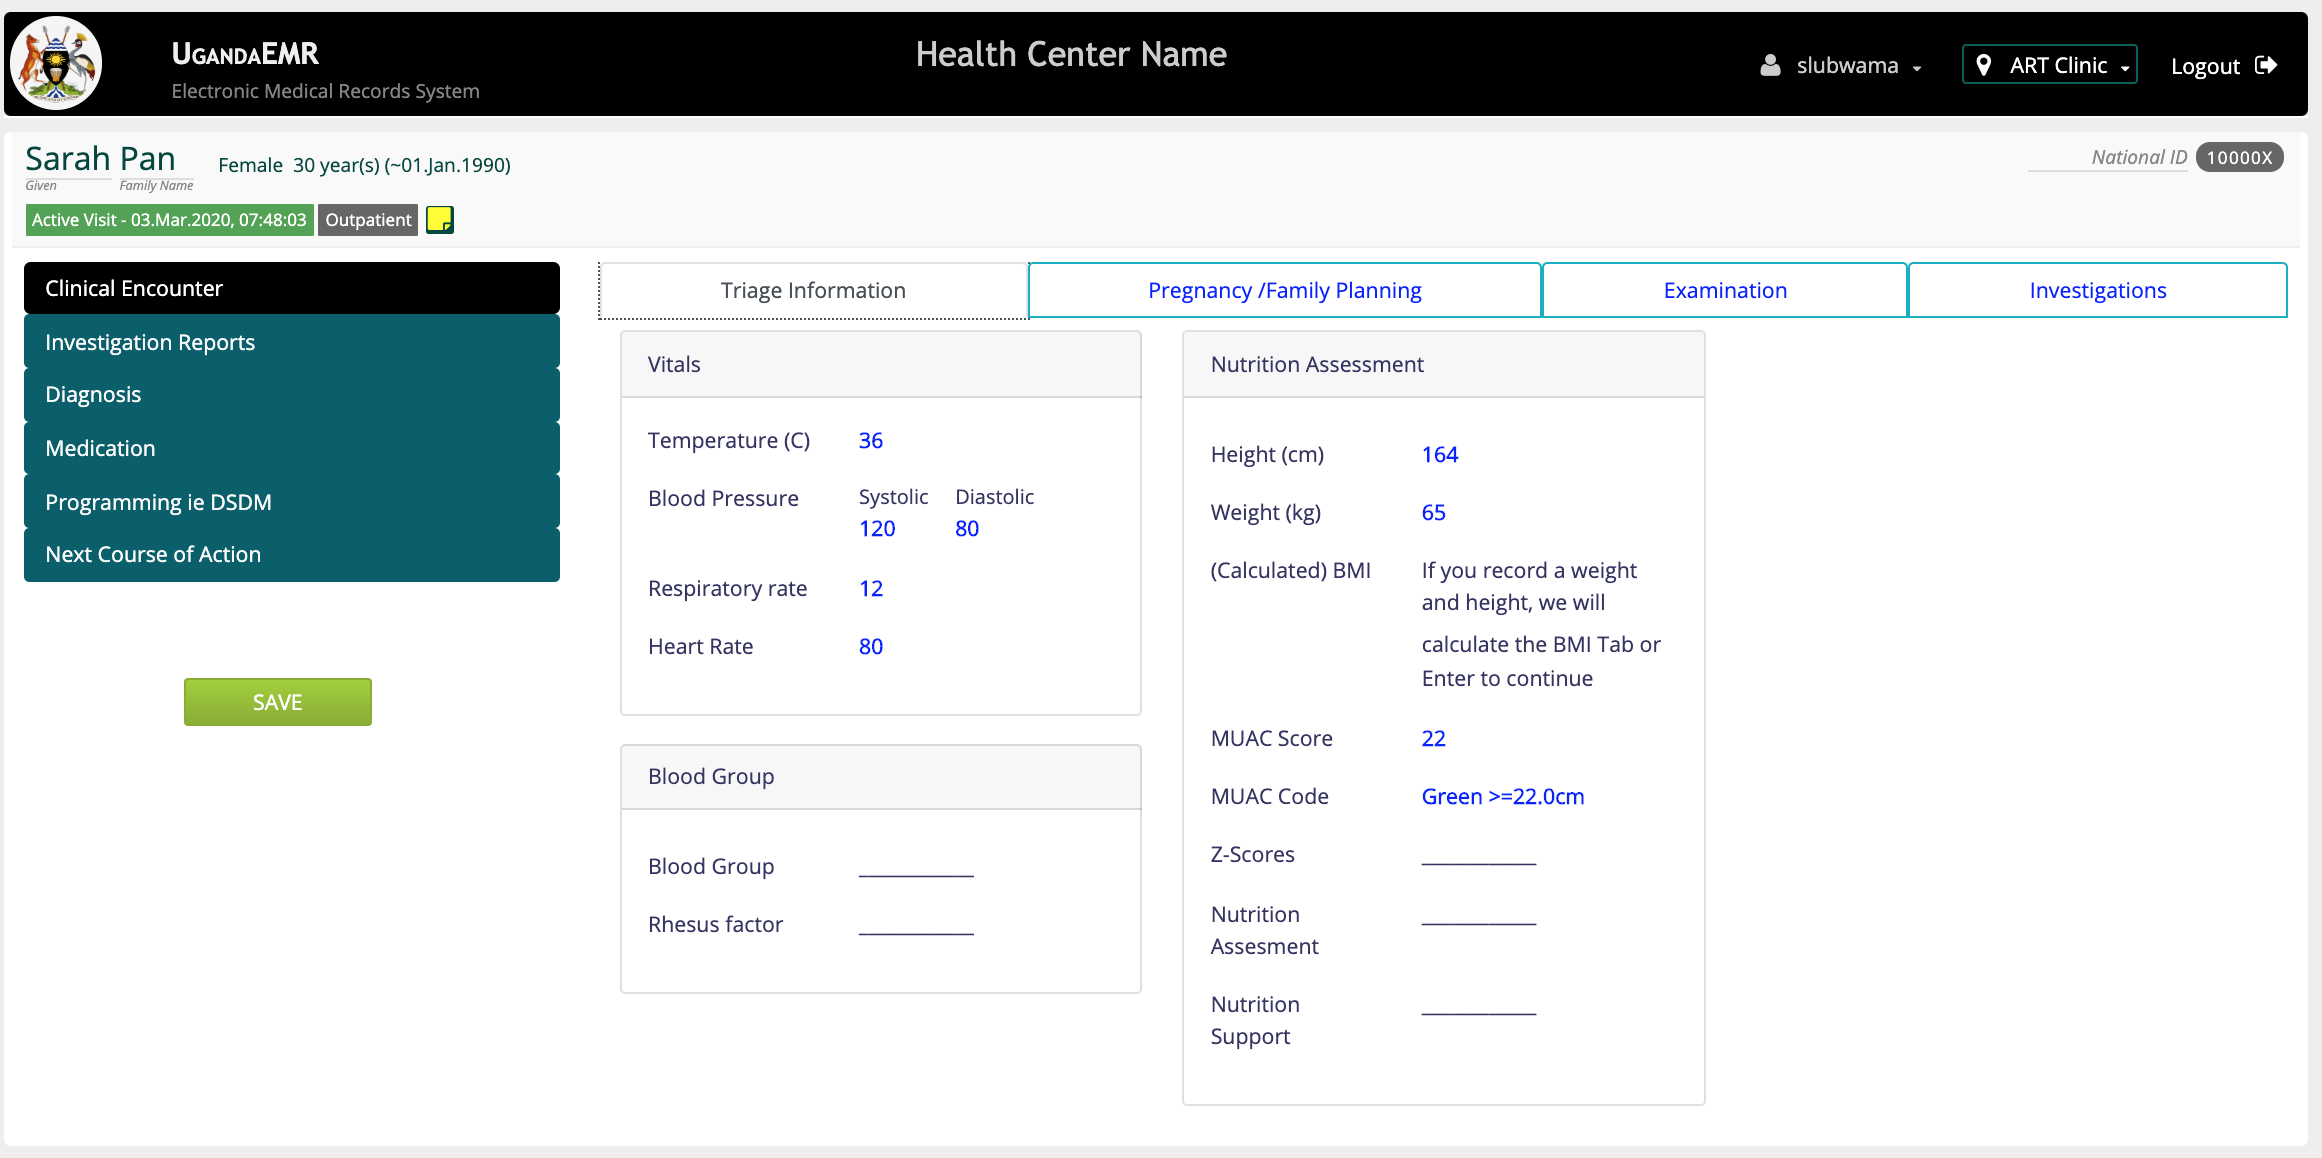 UGANDAEMR
Electronic Medical Records System
Health Center Name
slubwama
ART Clinic
Logout
Sarah Pan
Given Family Name
Female 30 year(s) (~01.Jan.1990)
National ID 10000X
Active Visit - 03.Mar.2020, 07:48:03 Outpatient
Clinical Encounter
Investigation Reports
Diagnosis
Medication
Programming ie DSDM
Next Course of Action
SAVE
Triage Information
Pregnancy /Family Planning
Examination
Investigations
Vitals
Temperature (C) 36
Blood Pressure Systolic Diastolic
120 80
Respiratory rate 12
Heart Rate 80
Blood Group
Blood Group ____________
Rhesus factor ____________
Nutrition Assessment
Height (cm) 164
Weight (kg) 65
(Calculated) BMI If you record a weight
and height, we will
calculate the BMI Tab or
Enter to continue
MUAC Score 22
MUAC Code Green >=22.0cm
Z-Scores ____________
Nutrition ____________
Assesment
Nutrition ____________
Support